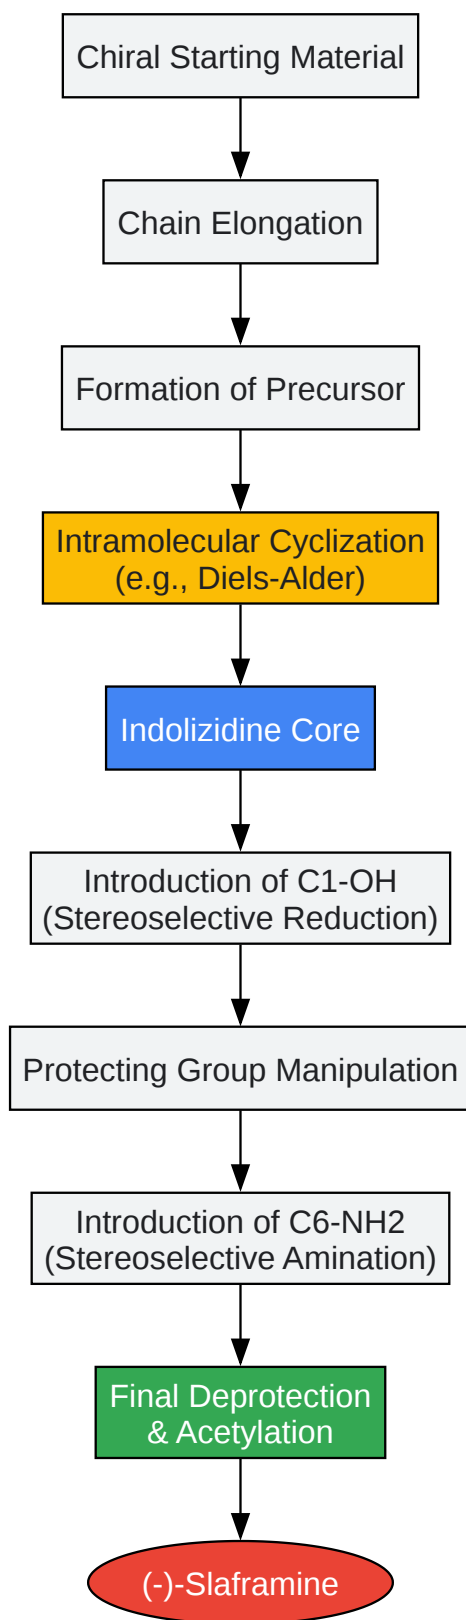 Chiral Starting Material
Chain Elongation
Formation of Precursor
Intramolecular Cyclization
(e.g., Diels-Alder)
Indolizidine Core
Introduction of C1-OH
(Stereoselective Reduction)
Protecting Group Manipulation
Introduction of C6-NH2
(Stereoselective Amination)
Final Deprotection
& Acetylation
(-)-Slaframine